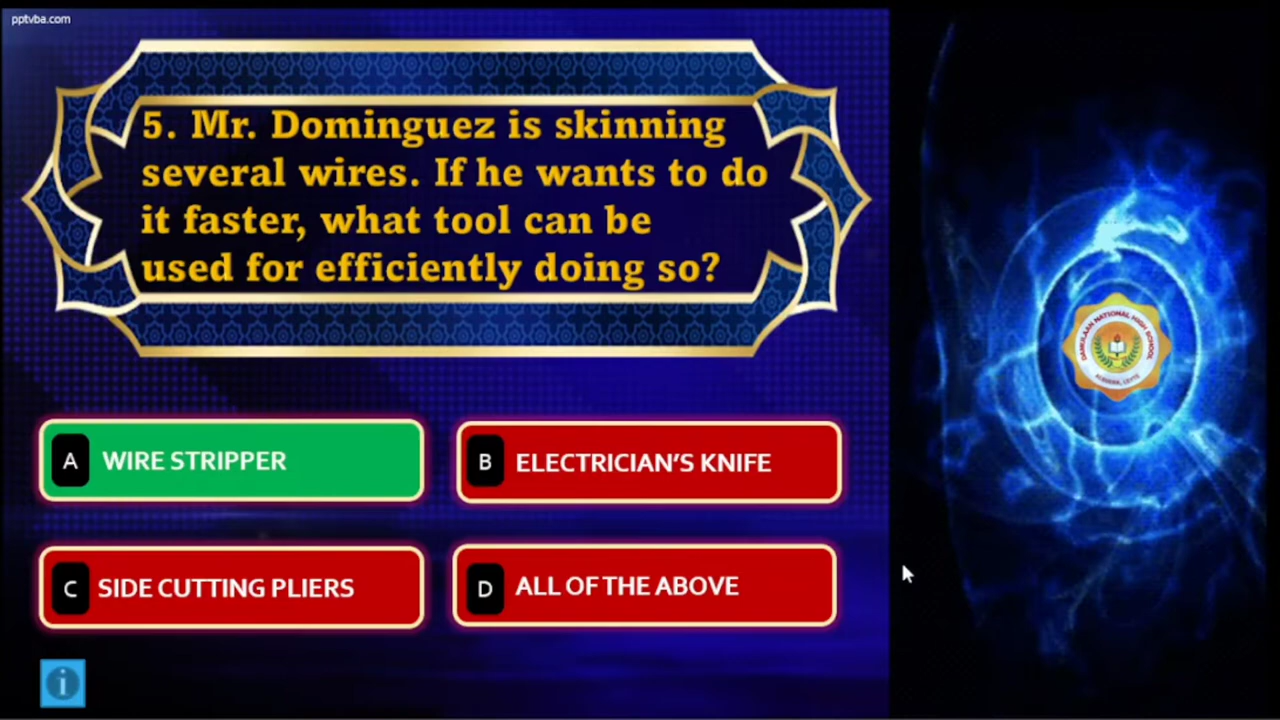 pptvba.com
5. Mr. Dominguez is skinning
several wires. If he wants to do
it faster, what tool can be
used for efficiently doing so?
A WIRE STRIPPER
B ELECTRICIAN'S KNIFE
C SIDE CUTTING PLIERS
D ALL OF THE ABOVE
i